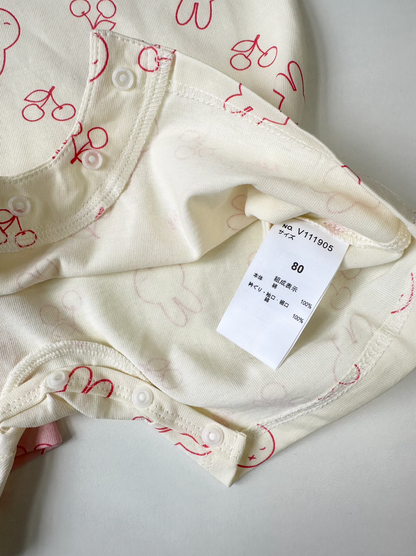 NO. V111905
サイズ
80
組成表示
本体
綿 100%
衿ぐり・袖口・裾口
綿 100%